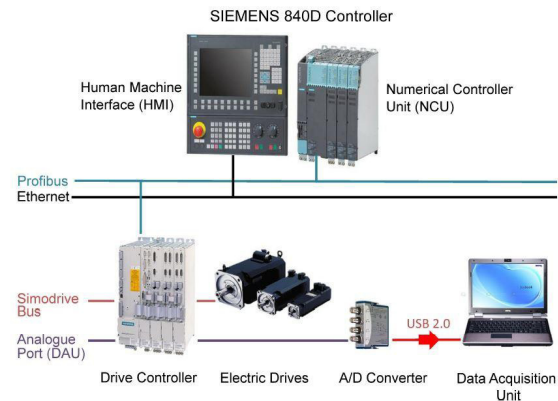 SIEMENS 840D Controller
Human Machine
Interface (HMI)
Numerical Controller
Unit (NCU)
Profibus
Ethernet
Simodrive
Bus
Analogue
Port (DAU)
USB 2.0
Drive Controller
Electric Drives
A/D Converter
Data Acquisition
Unit